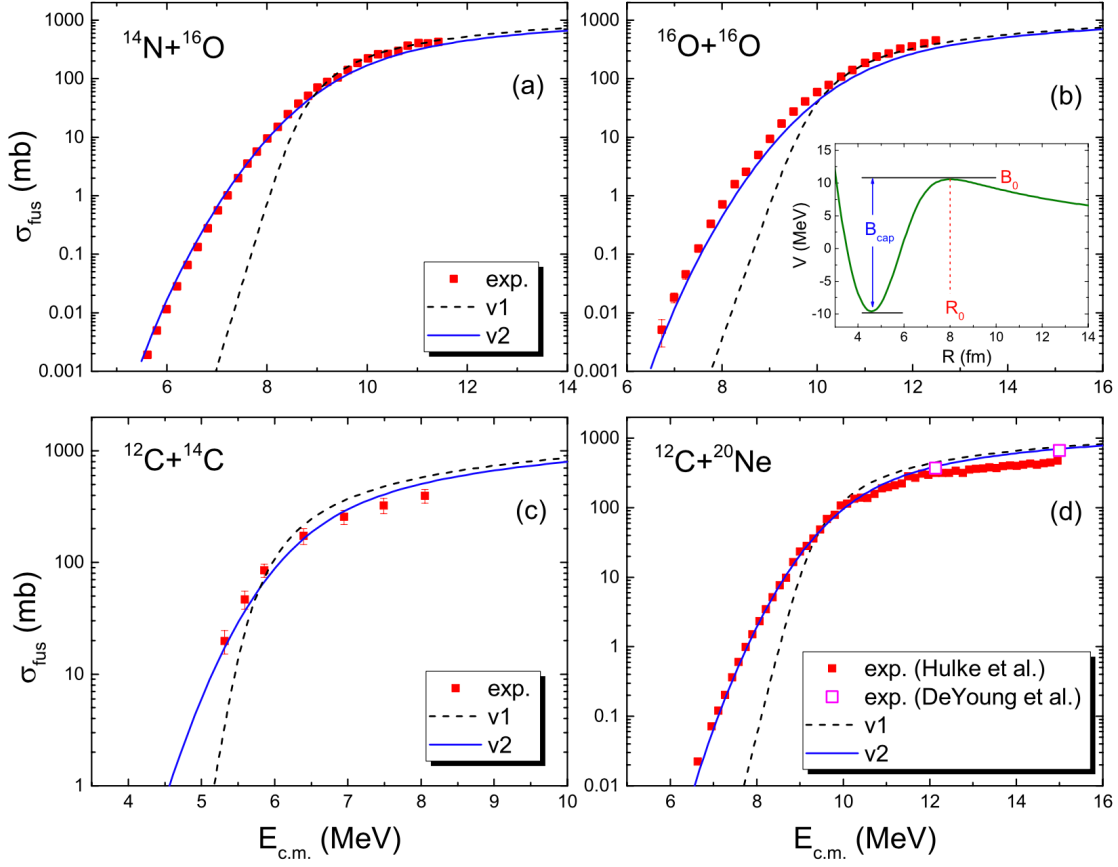 1000
100
10
1
0.1
0.01
0.001
σfus (mb)
¹⁴N+¹⁶O
(a)
exp.
v1
v2
6 8 10 12 14
¹⁶O+¹⁶O
(b)
1000
100
10
1
0.1
0.01
0.001
15
10
5
0
-5
-10
V (MeV)
B₀
Bcap
R₀
4 6 8 10 12 14
R (fm)
6 8 10 12 14 16
1000
100
10
1
σfus (mb)
¹²C+¹⁴C
(c)
exp.
v1
v2
4 5 6 7 8 9 10
Ec.m. (MeV)
1000
100
10
1
0.1
0.01
¹²C+²⁰Ne
(d)
exp. (Hulke et al.)
exp. (DeYoung et al.)
v1
v2
6 8 10 12 14 16
Ec.m. (MeV)